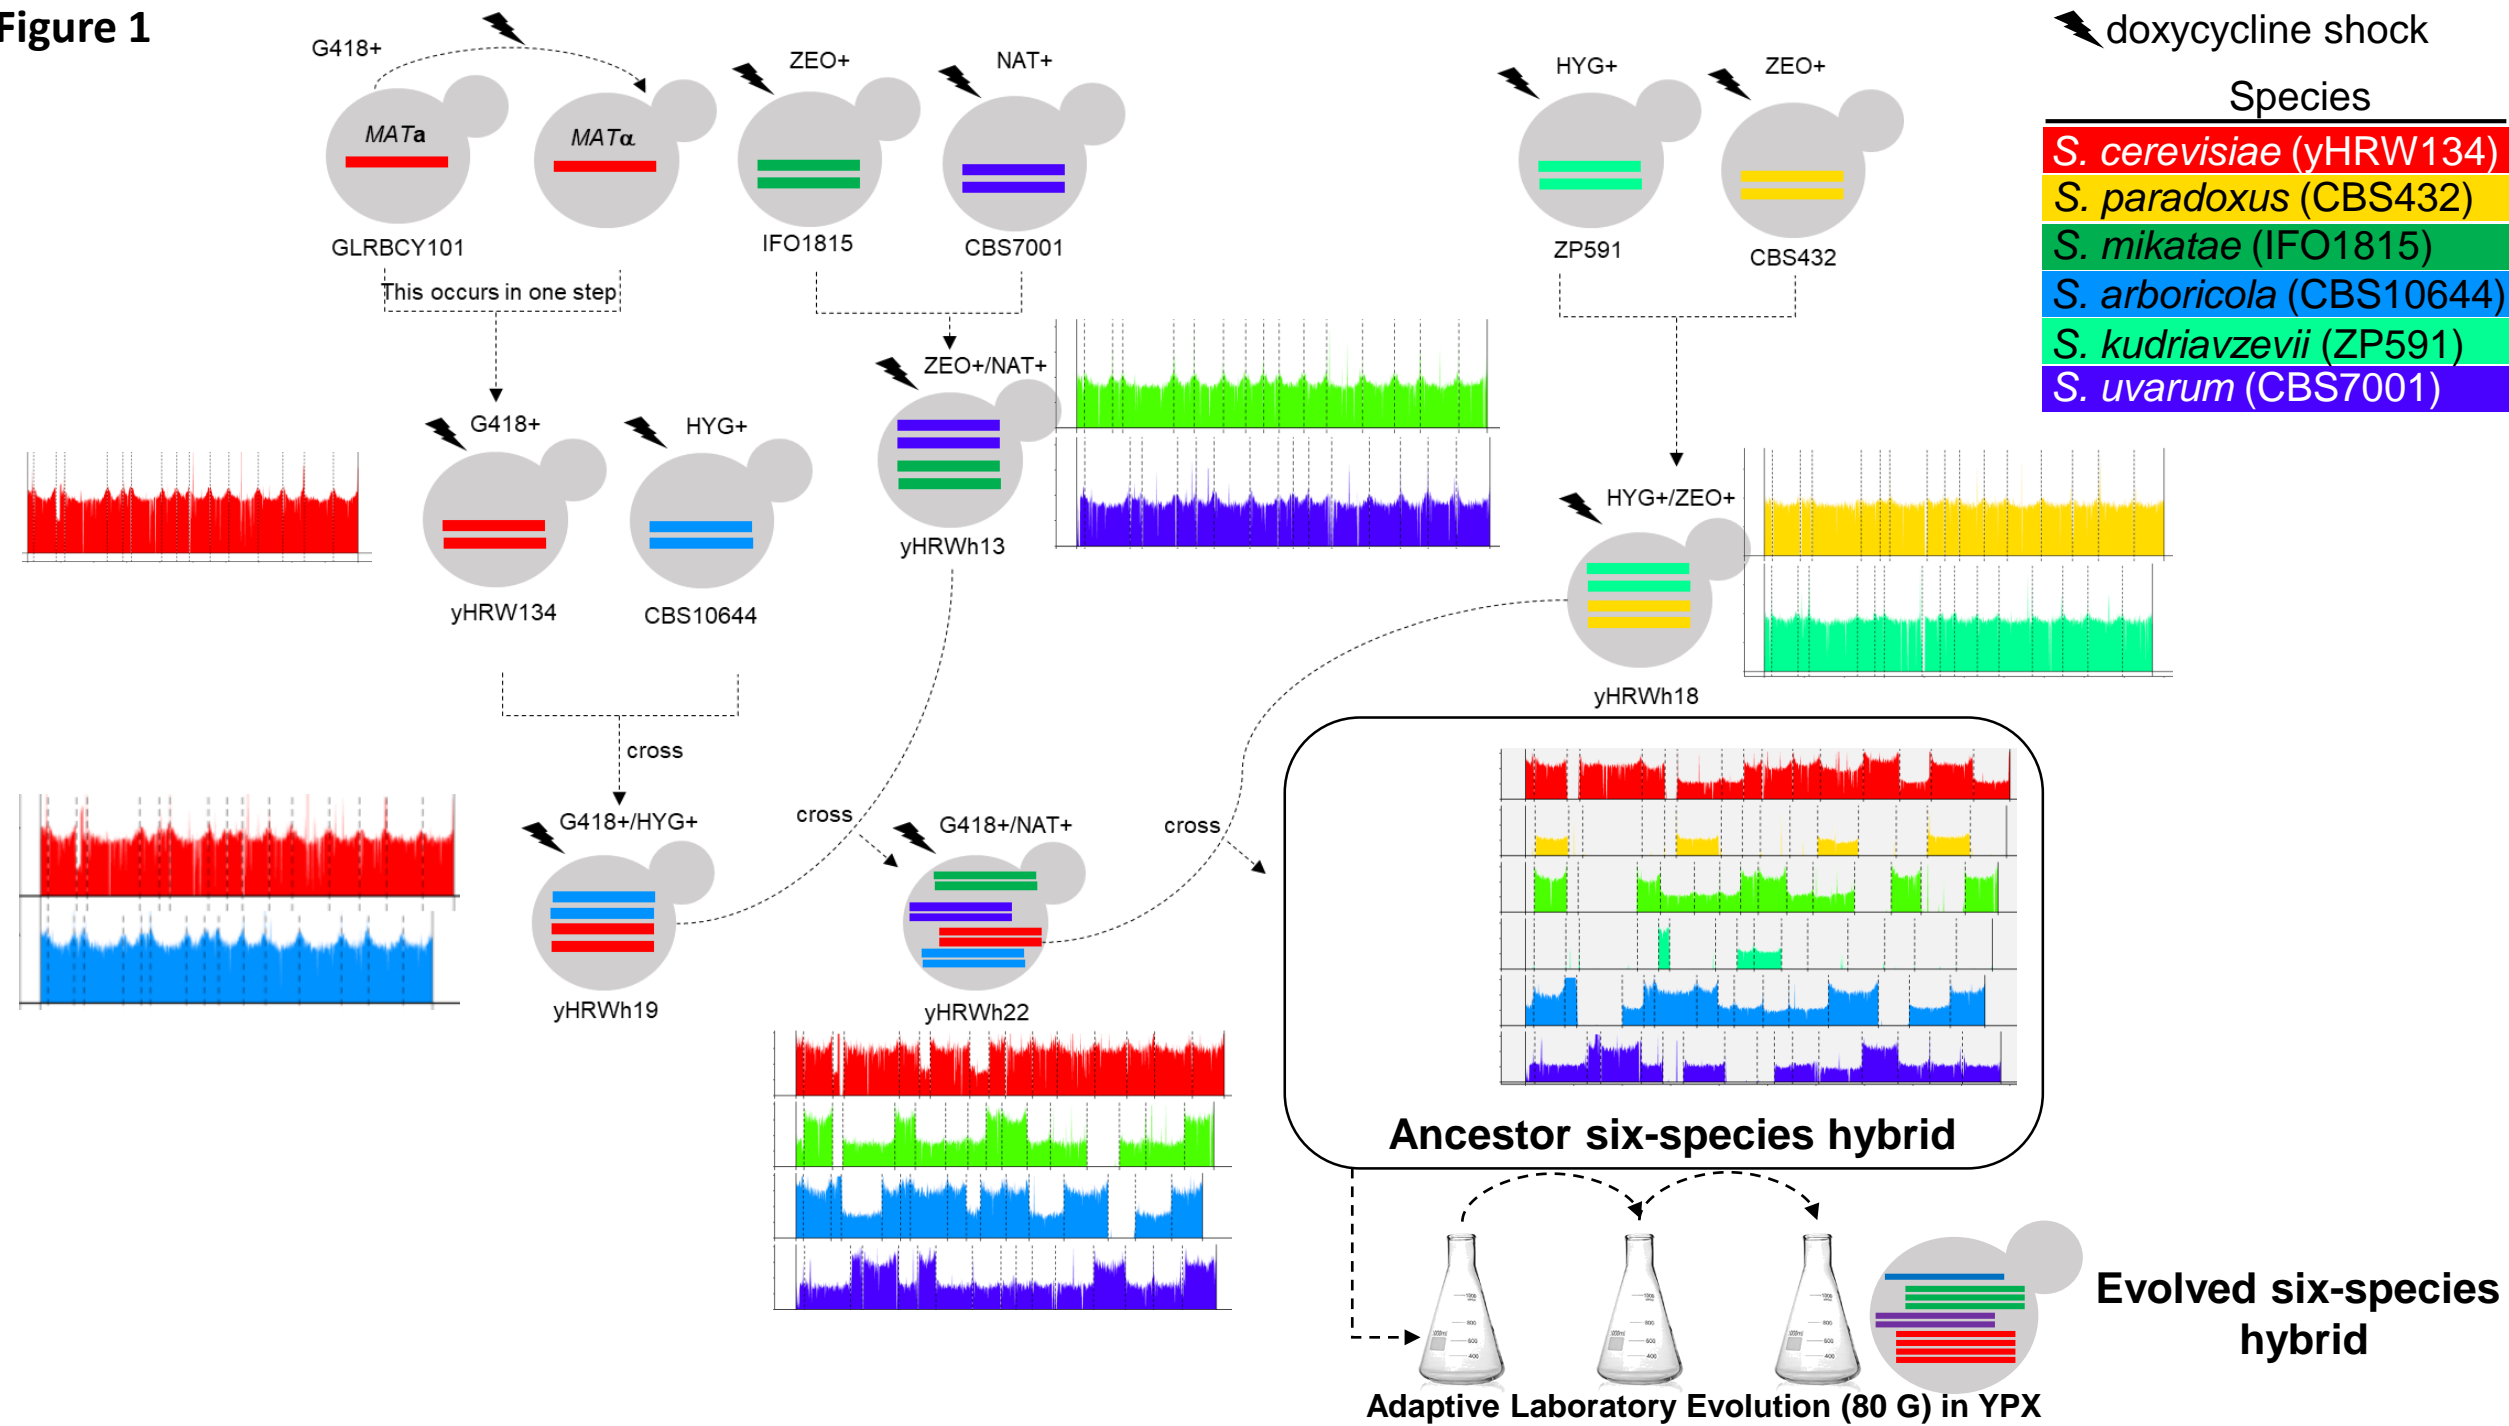 Figure 1
G418+
ZEO+
NAT+
HYG+
ZEO+
doxycycline shock
Species
S. cerevisiae (yHRW134)
S. paradoxus (CBS432)
S. mikatae (IFO1815)
S. arboricola (CBS10644)
S. kudriavzevii (ZP591)
S. uvarum (CBS7001)
MATa
MATα
GLRBCY101
IFO1815
CBS7001
ZP591
CBS432
This occurs in one step
ZEO+/NAT+
G418+
HYG+
HYG+/ZEO+
yHRWh13
yHRW134
CBS10644
yHRWh18
cross
G418+/HYG+
cross
G418+/NAT+
cross
yHRWh19
yHRWh22
Ancestor six-species hybrid
Evolved six-species
hybrid
Adaptive Laboratory Evolution (80 G) in YPX